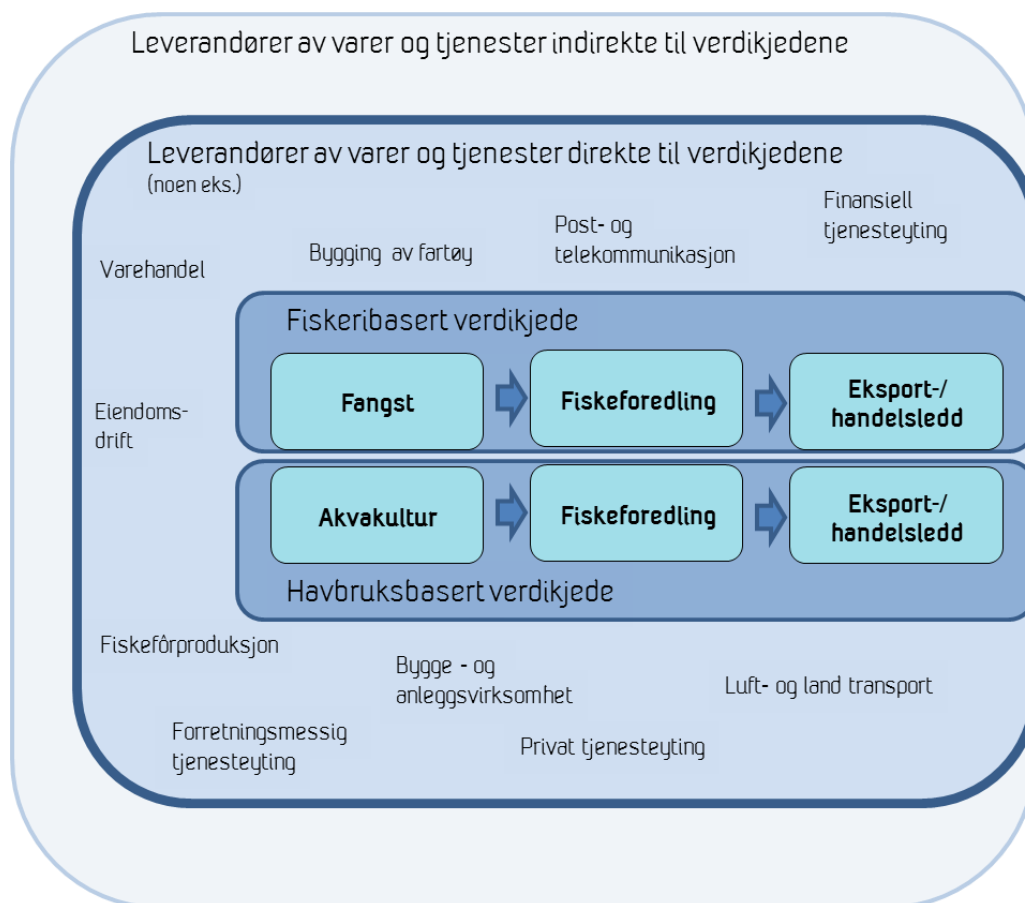 Leverandører av varer og tjenester indirekte til verdikjedene
Leverandører av varer og tjenester direkte til verdikjedene
(noen eks.)
Finansiell
tjenesteyting
Post- og
telekommunikasjon
Bygging av fartøy
Varehandel
Fiskeribasert verdikjede
Fangst
Fiskeforedling
Eksport-/
handelsledd
Eiendoms-
drift
Akvakultur
Fiskeforedling
Eksport-/
handelsledd
Havbruksbasert verdikjede
Fiskefôrproduksjon
Bygge - og
anleggsvirksomhet
Luft- og land transport
Forretningsmessig
tjenesteyting
Privat tjenesteyting